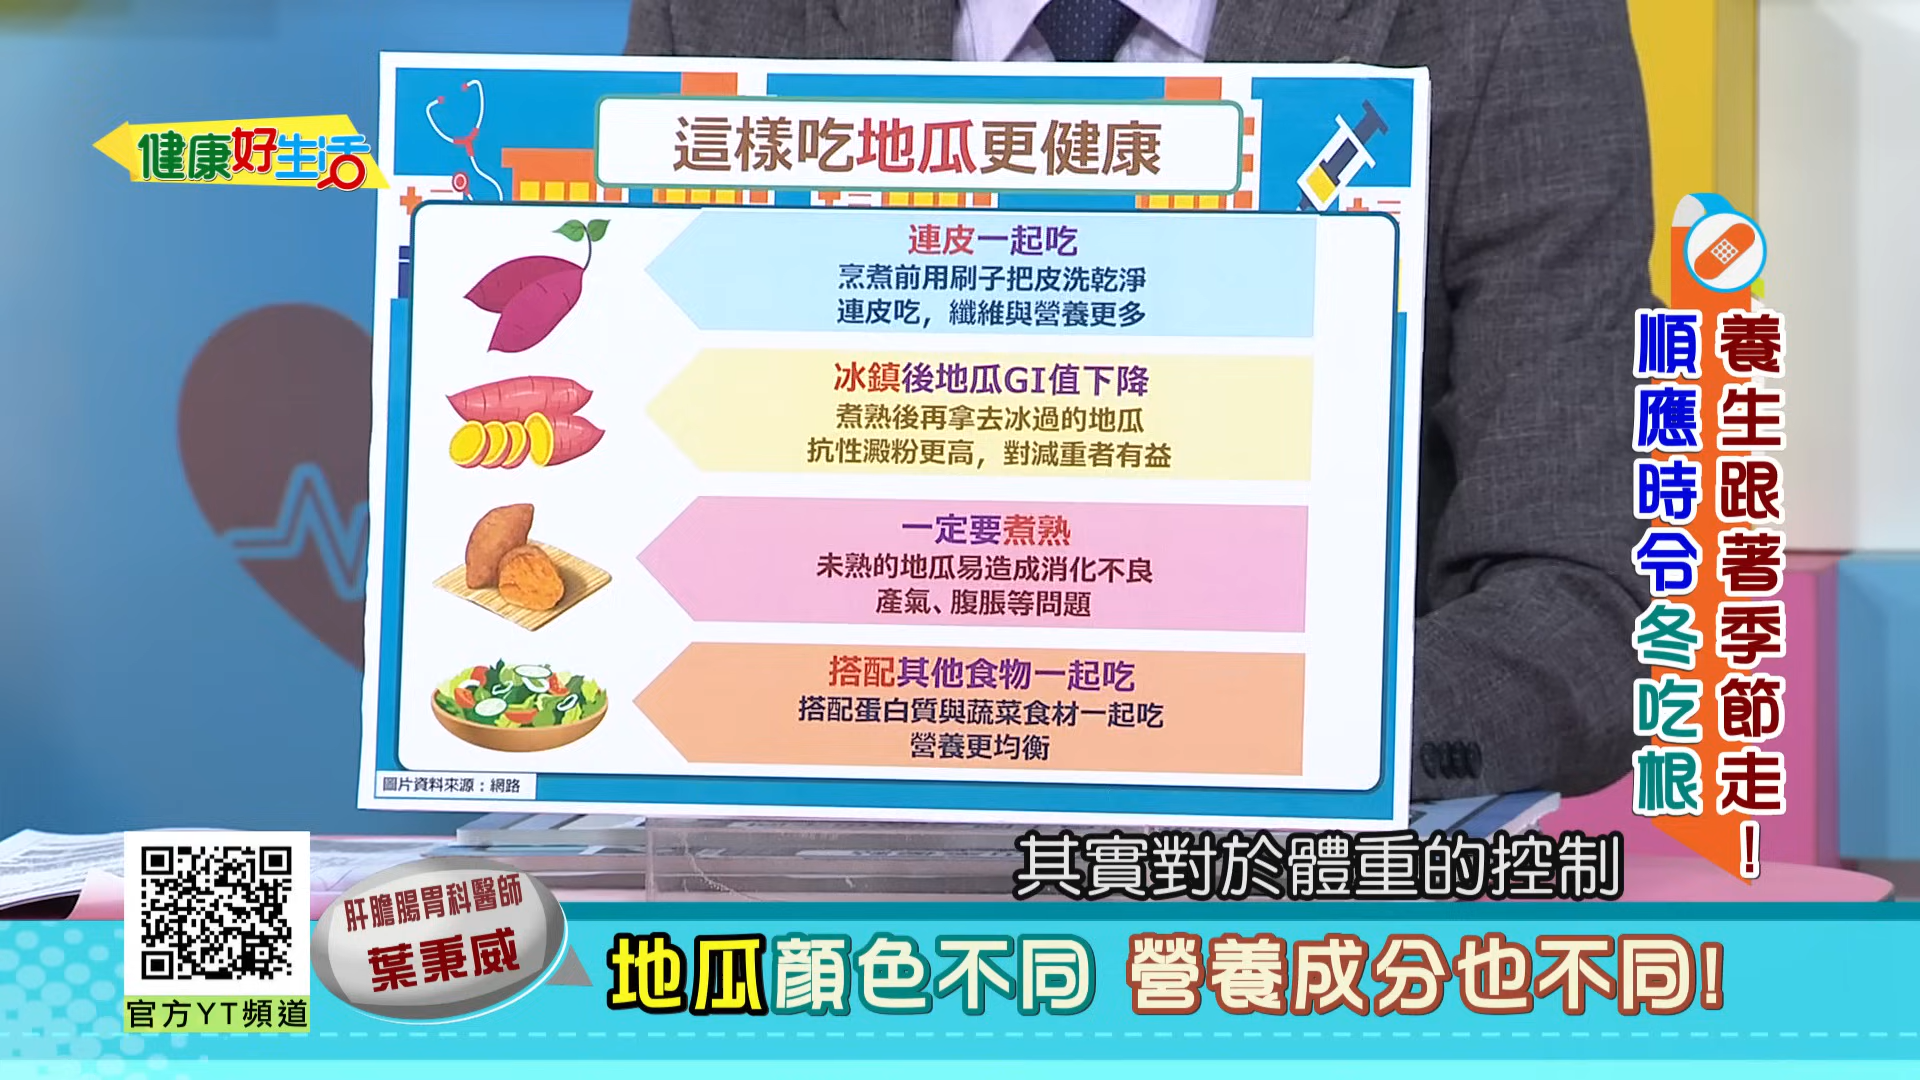 健康好生活
這樣吃地瓜更健康
連皮一起吃
烹煮前用刷子把皮洗乾淨
連皮吃，纖維與營養更多
冰鎮後地瓜GI值下降
煮熟後再拿去冰過的地瓜
抗性澱粉更高，對減重者有益
一定要煮熟
未熟的地瓜易造成消化不良
產氣、腹脹等問題
搭配其他食物一起吃
搭配蛋白質與蔬菜食材一起吃
營養更均衡
圖片資料來源：網路
養生跟著季節走！
順應時令冬吃根
其實對於體重的控制
肝膽腸胃科醫師
葉秉威
地瓜顏色不同 營養成分也不同!
官方YT頻道